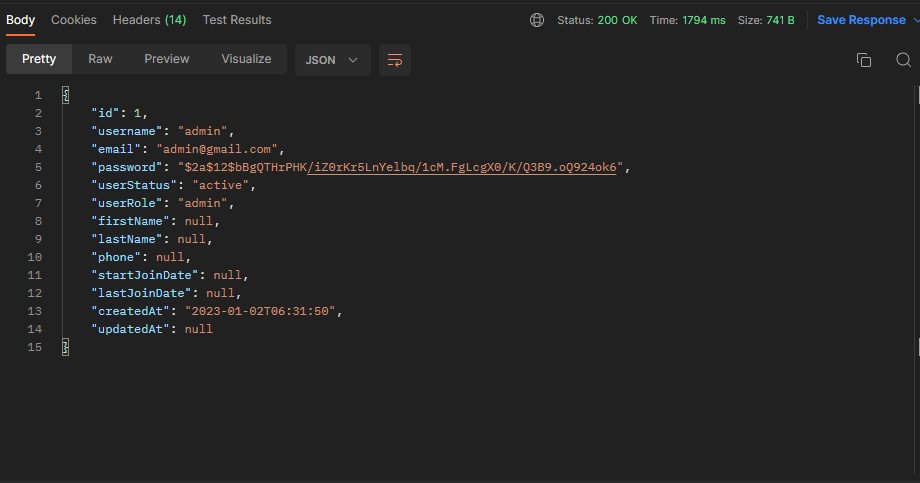 Body Cookies Headers (14) Test Results Status: 200 OK Time: 1794 ms Size: 741 B Save Response
Pretty Raw Preview Visualize JSON
1 {
2 "id": 1,
3 "username": "admin",
4 "email": "admin@gmail.com",
5 "password": "$2a$12$bBgQTHrPHK/iZ0rKr5LnYelbq/1cM.FgLcgX0/K/Q3B9.oQ924ok6",
6 "userStatus": "active",
7 "userRole": "admin",
8 "firstName": null,
9 "lastName": null,
10 "phone": null,
11 "startJoinDate": null,
12 "lastJoinDate": null,
13 "createdAt": "2023-01-02T06:31:50",
14 "updatedAt": null
15 }